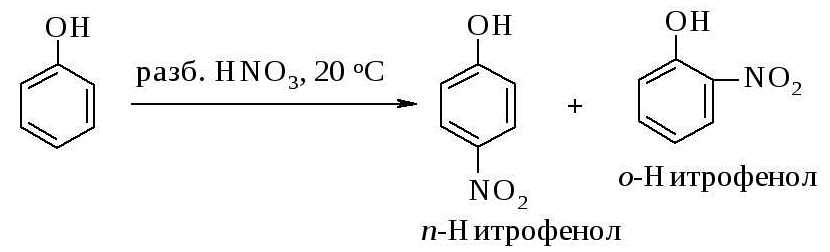 OH
разб. HNO3, 20 °C
OH
NO2
n-Нитрофенол
+
OH
NO2
о-Нитрофенол